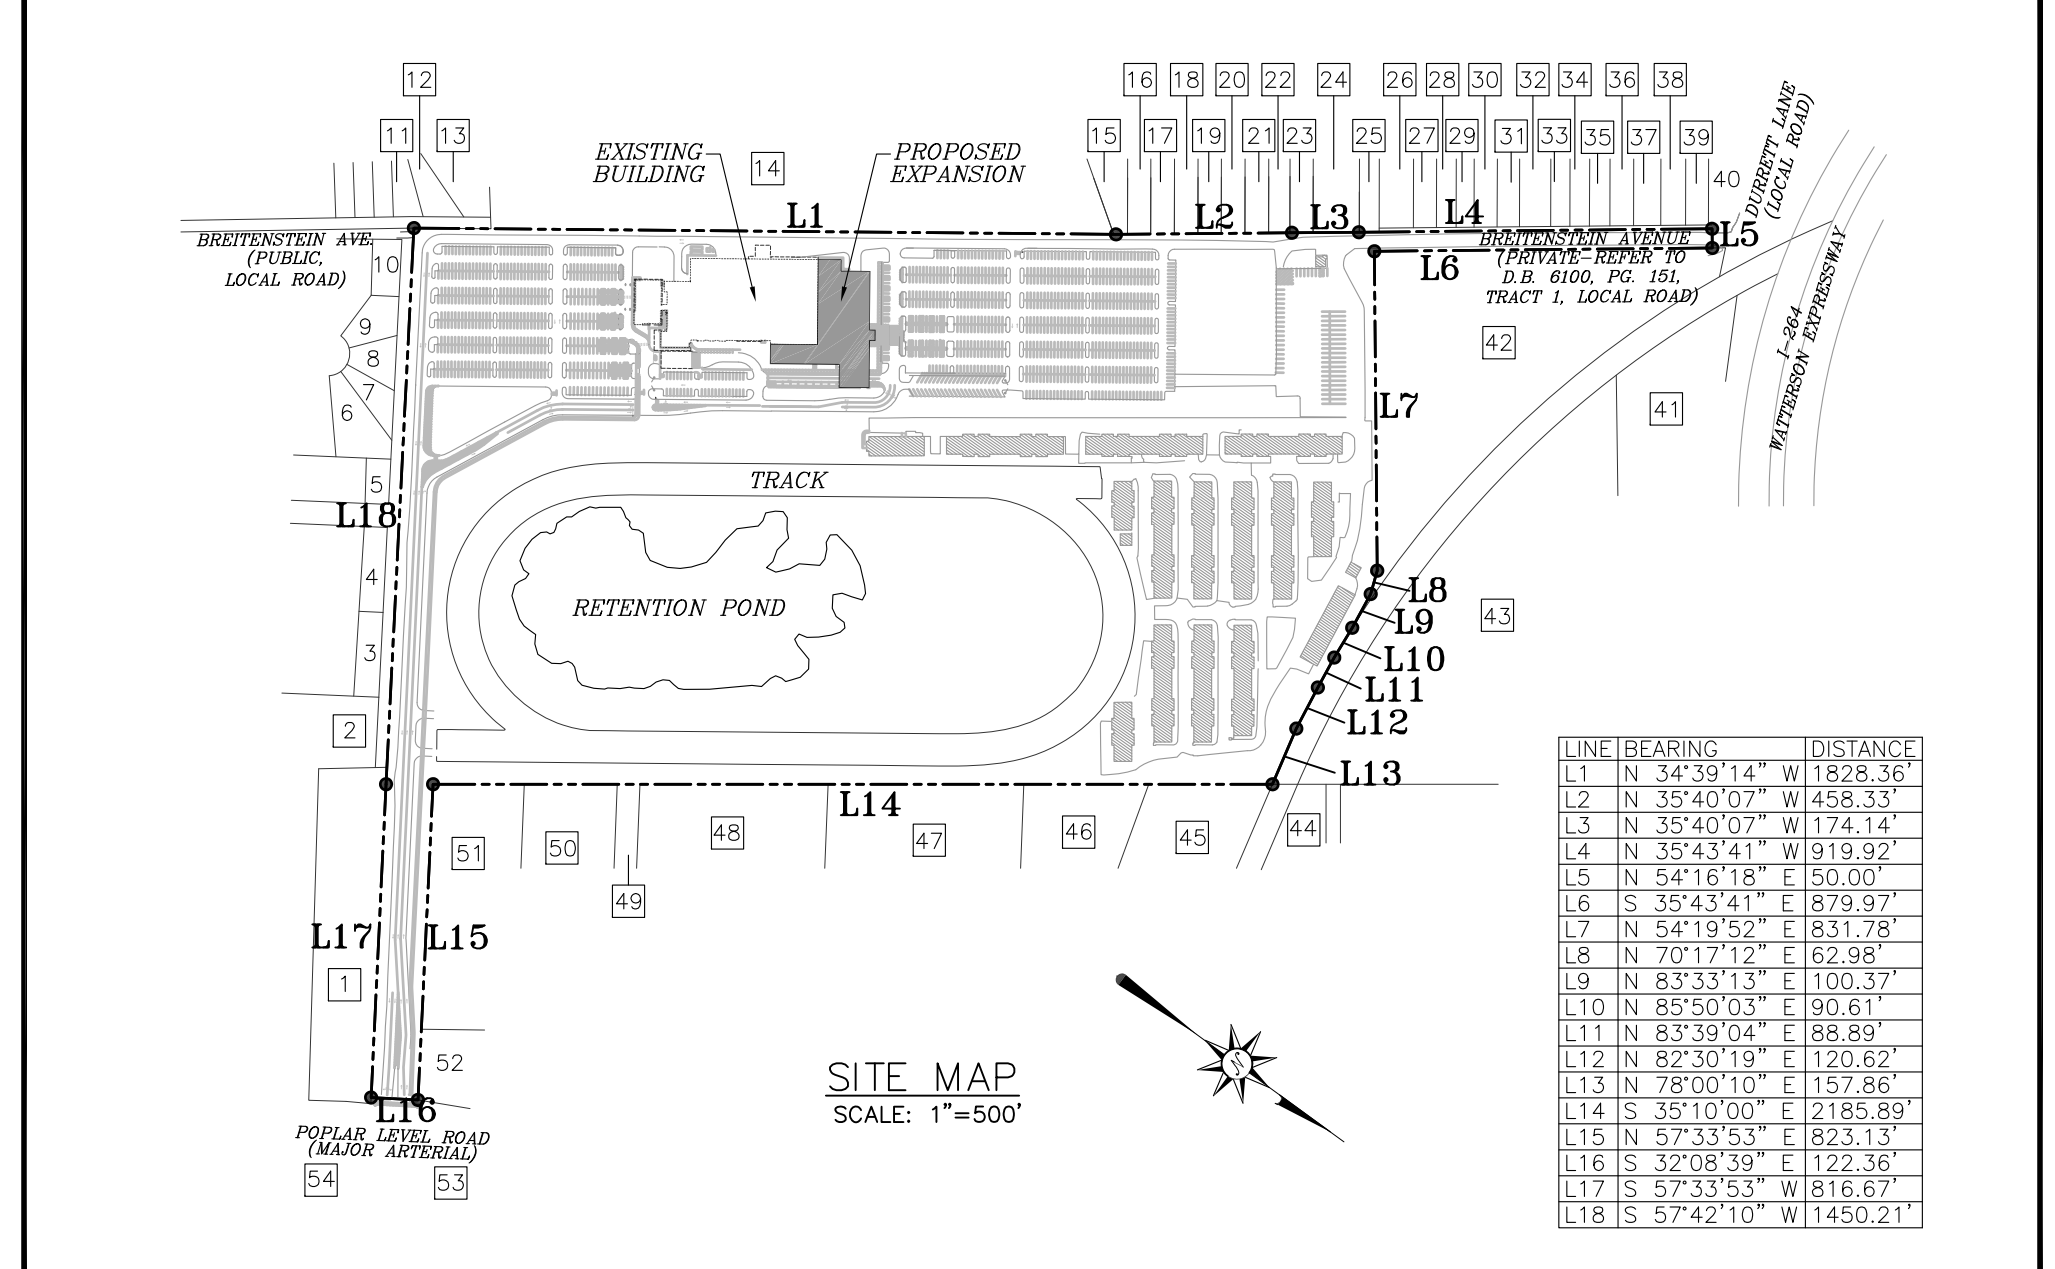 12
16
18
20
22
24
26
28
30
32
34
36
38
11
13
15
17
19
21
23
25
27
29
31
33
35
37
39
40
DURRETT LANE
(LOCAL ROAD)
EXISTING
BUILDING
14
PROPOSED
EXPANSION
L1
L2
L3
L4
L5
BREITENSTEIN AVE.
(PUBLIC,
LOCAL ROAD)
BREITENSTEIN AVENUE
(PRIVATE-REFER TO
D.B. 6100, PG. 151,
TRACT 1, LOCAL ROAD)
L6
I-264
WATTERSON EXPRESSWAY
10
9
8
7
6
5
42
41
L7
TRACK
L18
RETENTION POND
4
3
2
L8
L9
L10
L11
L12
L13
43
L14
51
50
49
48
47
46
45
44
L17
L15
1
52
L16
POPLAR LEVEL ROAD
(MAJOR ARTERIAL)
54
53
N
SITE MAP
SCALE: 1"=500'
LINE BEARING DISTANCE
L1 N 34°39'14" W 1828.36'
L2 N 35°40'07" W 458.33'
L3 N 35°40'07" W 174.14'
L4 N 35°43'41" W 919.92'
L5 N 54°16'18" E 50.00'
L6 S 35°43'41" E 879.97'
L7 N 54°19'52" E 831.78'
L8 N 70°17'12" E 62.98'
L9 N 83°33'13" E 100.37'
L10 N 85°50'03" E 90.61'
L11 N 83°39'04" E 88.89'
L12 N 82°30'19" E 120.62'
L13 N 78°00'10" E 157.86'
L14 S 35°10'00" E 2185.89'
L15 N 57°33'53" E 823.13'
L16 S 32°08'39" E 122.36'
L17 S 57°33'53" W 816.67'
L18 S 57°42'10" W 1450.21'